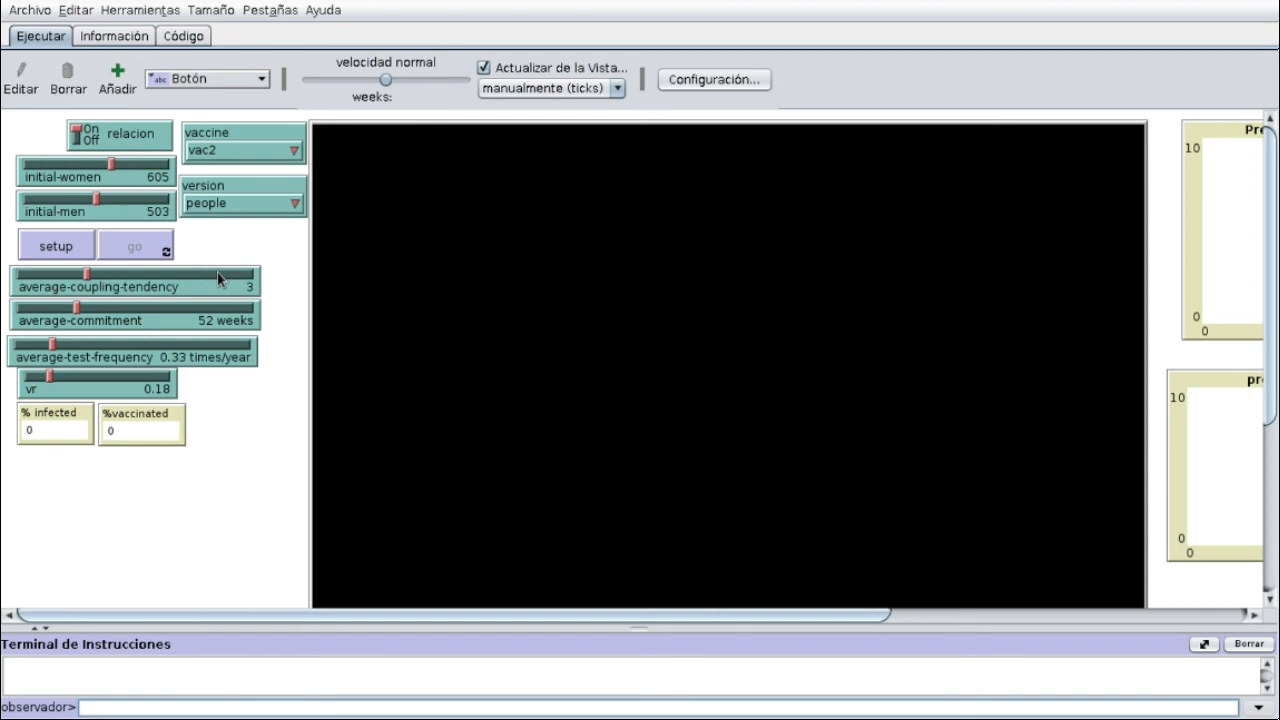 Archivo Editar Herramientas Tamaño Pestañas Ayuda
Ejecutar Información Código
Editar Borrar Añadir abc Botón
velocidad normal
weeks:
Actualizar de la Vista...
manualmente (ticks)
Configuración...
On
Off
relacion
vaccine
vac2
initial-women 605
version
people
initial-men 503
setup go
average-coupling-tendency 3
average-commitment 52 weeks
average-test-frequency 0.33 times/year
vr 0.18
% infected
0
%vaccinated
0
10
0
0
10
0
0
Terminal de Instrucciones Borrar
observador>